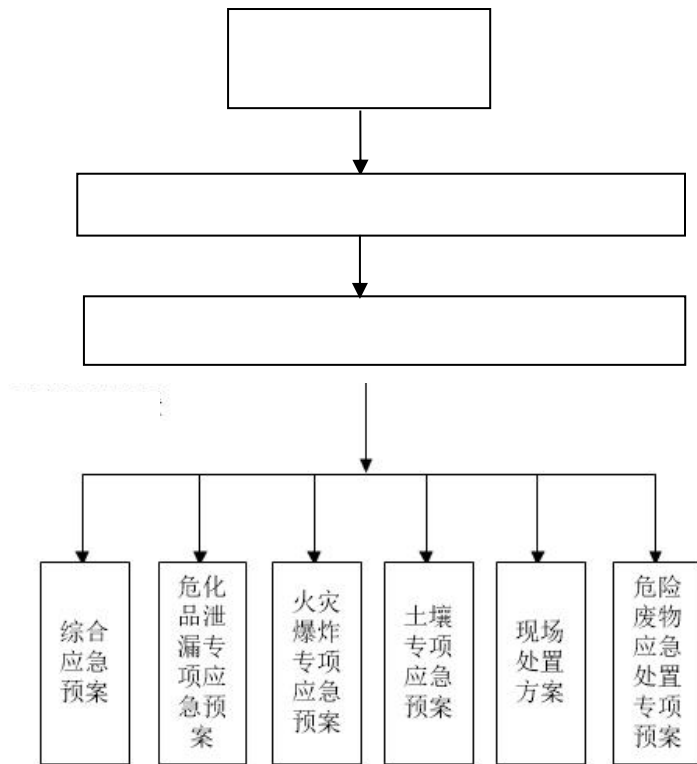 综合
应急
预案
危化
品泄
漏专
项应
急预
案
火灾
爆炸
专项
应急
预案
土壤
专项
应急
预案
现场
处置
方案
危险
废物
应急
处置
专项
预案